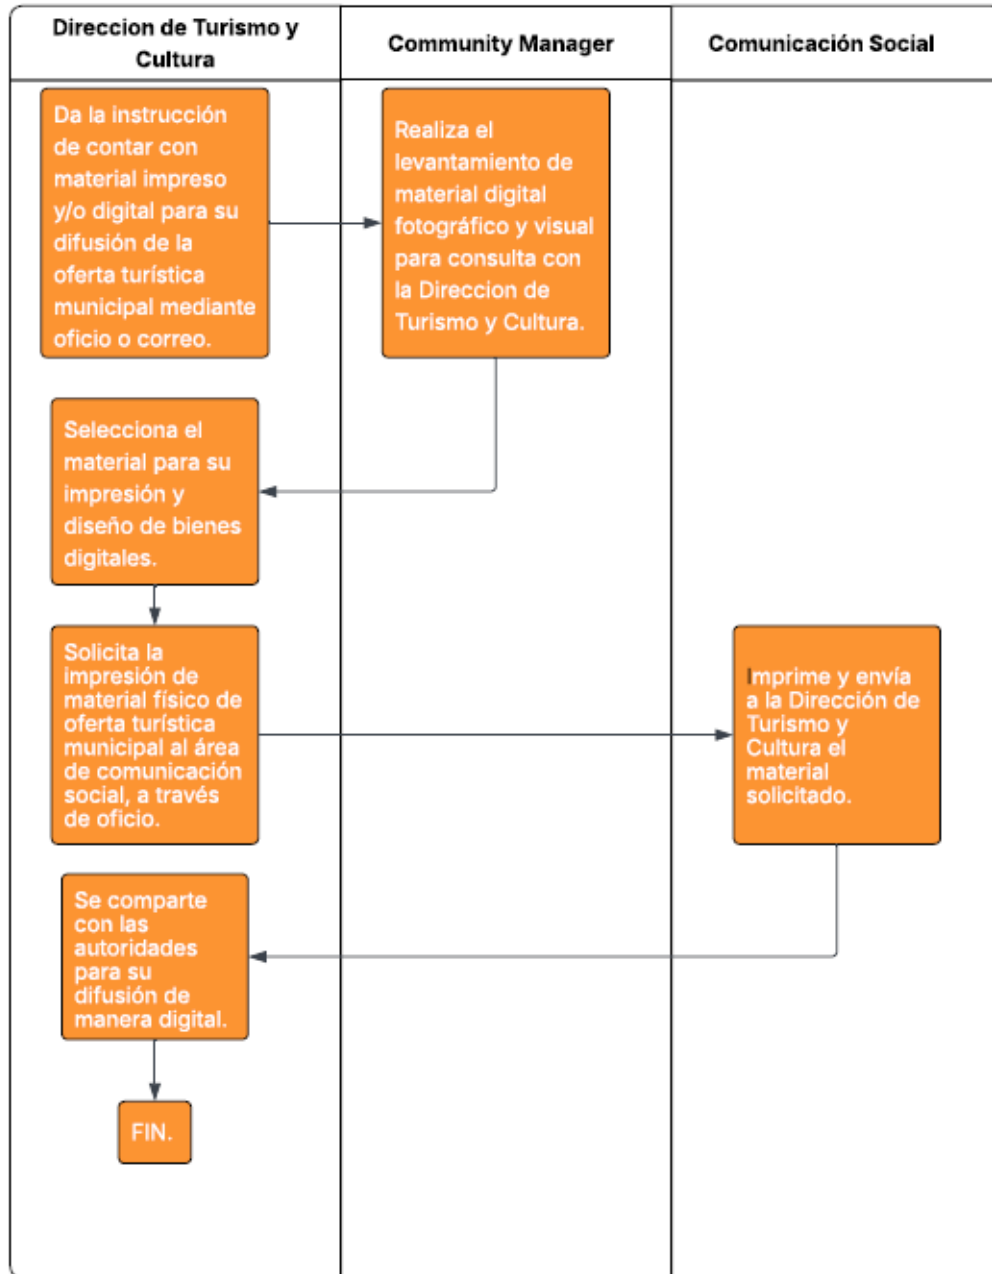 Direccion de Turismo y
Cultura
Community Manager
Comunicación Social
Da la instrucción
de contar con
material impreso
y/o digital para su
difusión de la
oferta turística
municipal mediante
oficio o correo.
Realiza el
levantamiento de
material digital
fotográfico y visual
para consulta con
la Direccion de
Turismo y Cultura.
Selecciona el
material para su
impresión y
diseño de bienes
digitales.
Solicita la
impresión de
material físico de
oferta turística
municipal al área
de comunicación
social, a través
de oficio.
Imprime y envía
a la Dirección de
Turismo y
Cultura el
material
solicitado.
Se comparte
con las
autoridades
para su
difusión de
manera digital.
FIN.